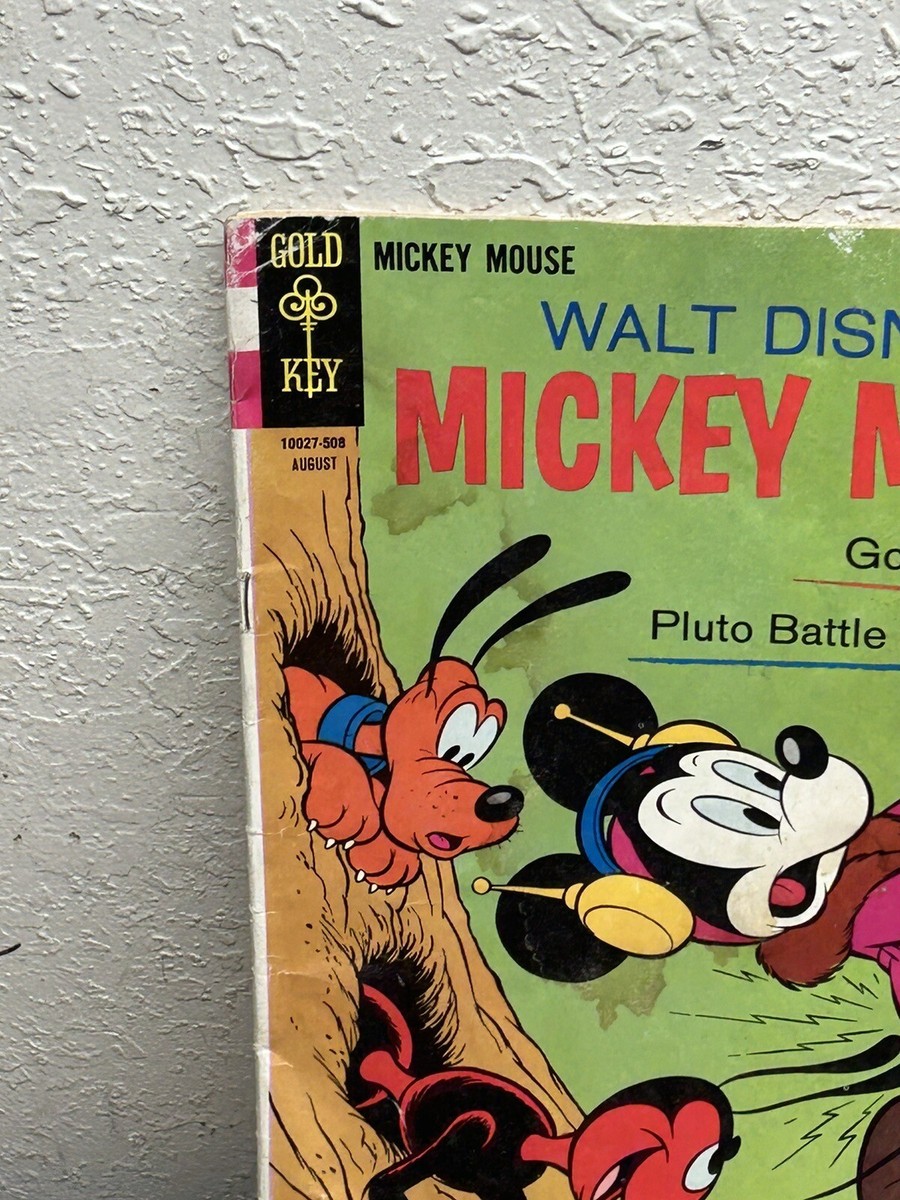 GOLD
KEY
MICKEY MOUSE
10027-508
AUGUST
WALT DISN
MICKEY M
Go
Pluto Battle